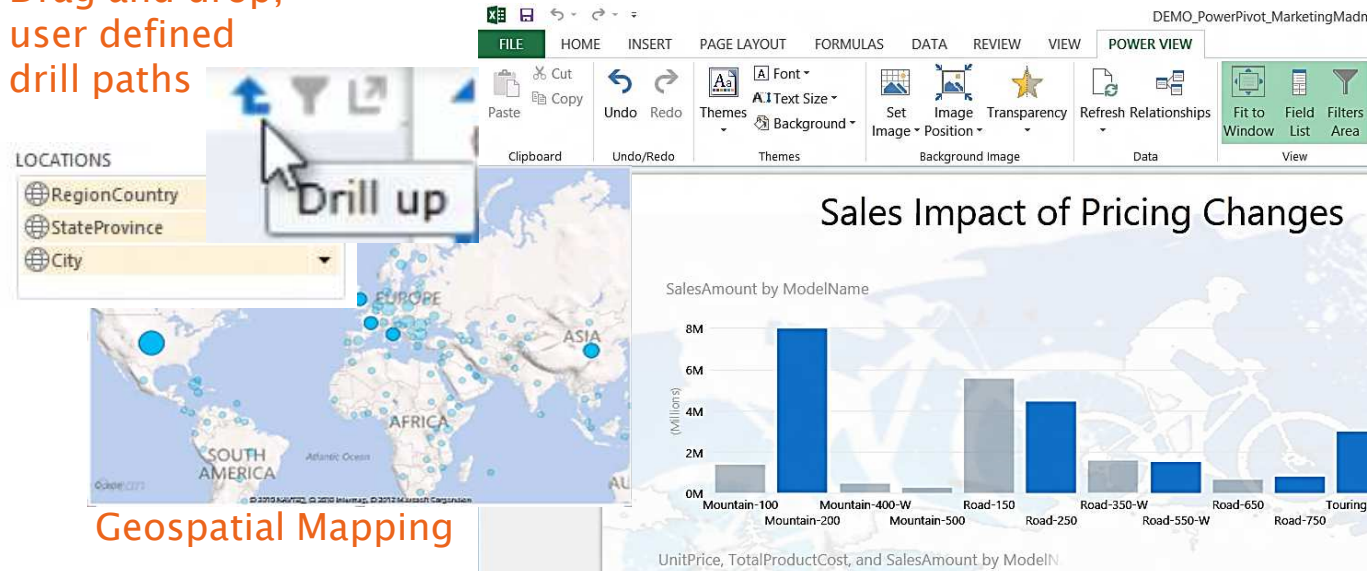 Drag and drop,
user defined
drill paths
Drill up
LOCATIONS
RegionCountry
StateProvince
City
EUROPE
ASIA
AFRICA
SOUTH
AMERICA
Atlantic Ocean
AU
Geospatial Mapping
DEMO_PowerPivot_MarketingMadn
FILE HOME INSERT PAGE LAYOUT FORMULAS DATA REVIEW VIEW POWER VIEW
Cut Font
Copy Text Size
Paste Undo Redo Themes Background Set Image Transparency Refresh Relationships Fit to Field Filters
Image Position Window List Area
Clipboard Undo/Redo Themes Background Image Data View
Sales Impact of Pricing Changes
SalesAmount by ModelName
(Millions)
8M
6M
4M
2M
0M
Mountain-100 Mountain-400-W Road-150 Road-350-W Road-650 Touring
Mountain-200 Mountain-500 Road-250 Road-550-W Road-750
UnitPrice, TotalProductCost, and SalesAmount by ModelN